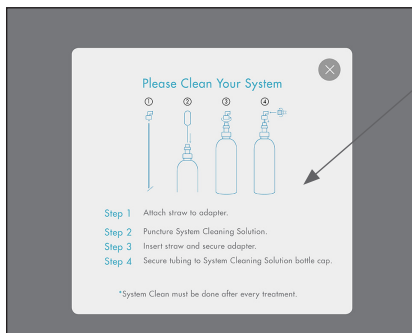 Please Clean Your System
① ② ③ ④
Step 1 Attach straw to adapter.
Step 2 Puncture System Cleaning Solution.
Step 3 Insert straw and secure adapter.
Step 4 Secure tubing to System Cleaning Solution bottle cap.
*System Clean must be done after every treatment.